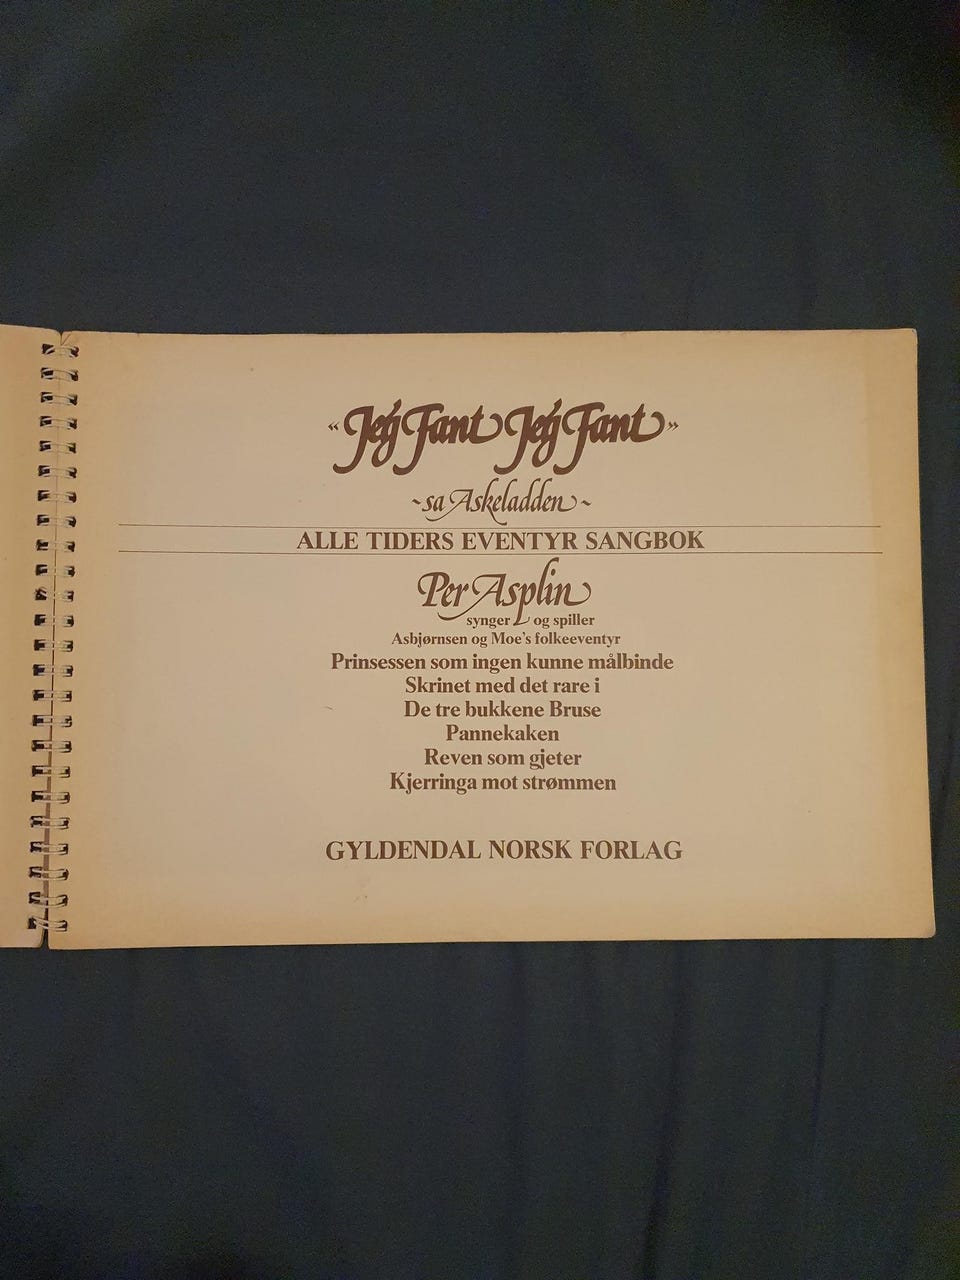 «Jeg Fant Jeg Fant»
~sa Askeladden~
ALLE TIDERS EVENTYR SANGBOK
Per Asplin
synger og spiller
Asbjørnsen og Moe's folkeeventyr
Prinsessen som ingen kunne målbinde
Skrinet med det rare i
De tre bukkene Bruse
Pannekaken
Reven som gjeter
Kjerringa mot strømmen
GYLDENDAL NORSK FORLAG